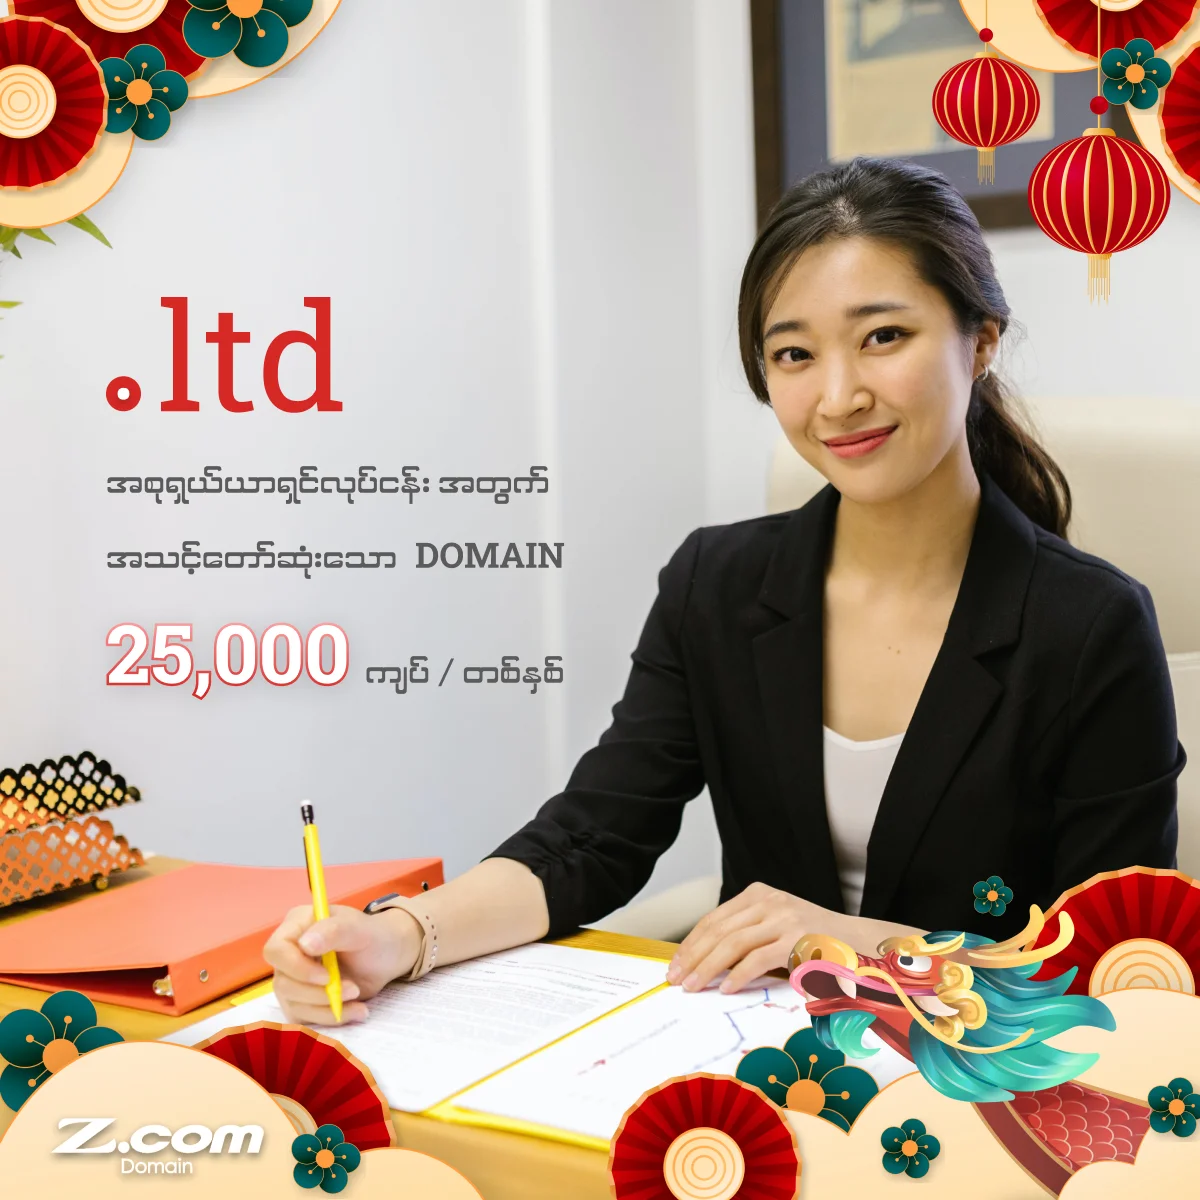 .ltd
အစုရှယ်ယာရှင်လုပ်ငန်း အတွက်
အသင့်တော်ဆုံးသော DOMAIN
25,000 ကျပ် / တစ်နှစ်
Z.com
Domain